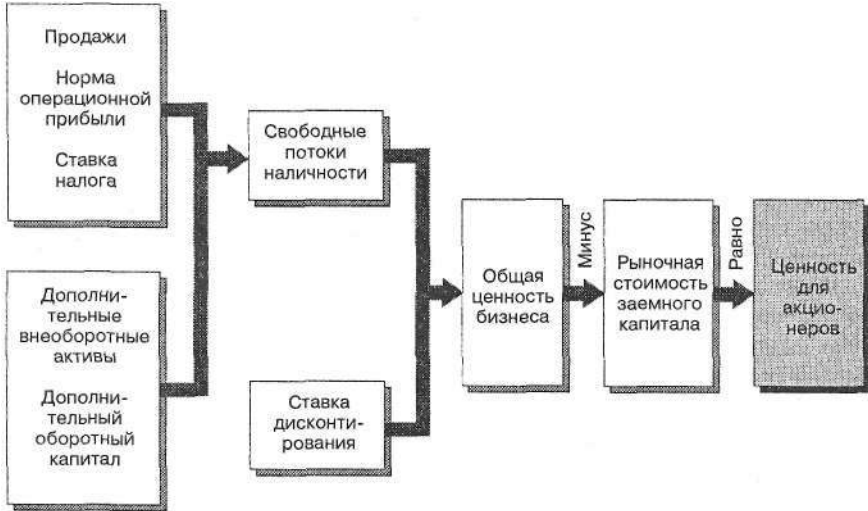 Продажи
Норма
операционной
прибыли
Ставка
налога
Дополни-
тельные
внеоборотные
активы
Дополни-
тельный
оборотный
капитал
Свободные
потоки
наличности
Ставка
дисконти-
рования
Общая
ценность
бизнеса
Минус
Рыночная
стоимость
заемного
капитала
Равно
Ценность
для
акцио-
неров